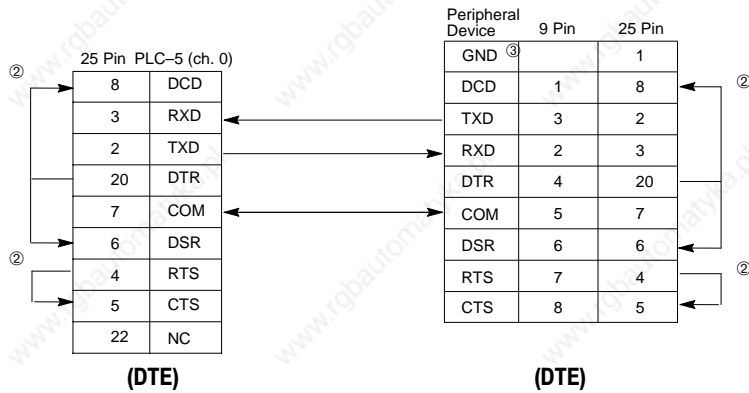 Peripheral
Device 9 Pin 25 Pin
25 Pin PLC–5 (ch. 0)
GND ③ 1
② 8 DCD
DCD 1 8 ②
3 RXD
TXD 3 2
2 TXD
RXD 2 3
20 DTR
DTR 4 20
7 COM
COM 5 7
6 DSR
DSR 6 6
② 4 RTS
RTS 7 4 ②
5 CTS
CTS 8 5
22 NC
(DTE) (DTE)
www.rgbautomatyka.pl